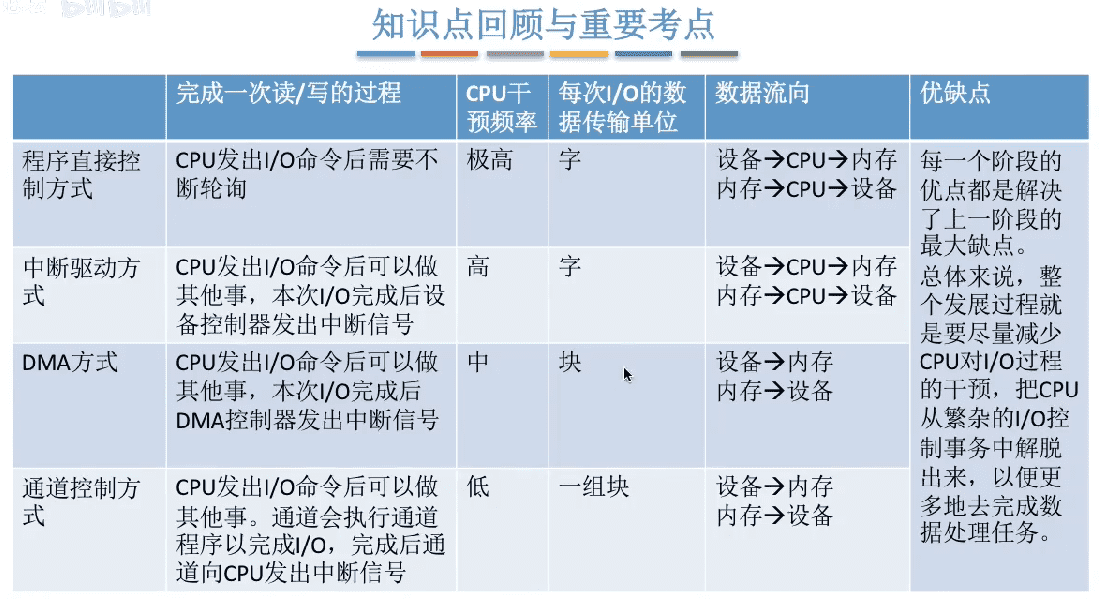 知识点回顾与重要考点
完成一次读/写的过程
CPU干
预频率
每次I/O的数
据传输单位
数据流向
优缺点
程序直接控
制方式
CPU发出I/O命令后需要不
断轮询
极高
字
设备→CPU→内存
内存→CPU→设备
每一个阶段的
优点都是解决
了上一阶段的
最大缺点。
总体来说，整
个发展过程就
是要尽量减少
CPU对I/O过程
的干预，把CPU
从繁杂的I/O控
制事务中解脱
出来，以便更
多地去完成数
据处理任务。
中断驱动方
式
CPU发出I/O命令后可以做
其他事，本次I/O完成后设
备控制器发出中断信号
高
字
设备→CPU→内存
内存→CPU→设备
DMA方式
CPU发出I/O命令后可以做
其他事，本次I/O完成后
DMA控制器发出中断信号
中
块
设备→内存
内存→设备
通道控制方
式
CPU发出I/O命令后可以做
其他事。通道会执行通道
程序以完成I/O，完成后通
道向CPU发出中断信号
低
一组块
设备→内存
内存→设备